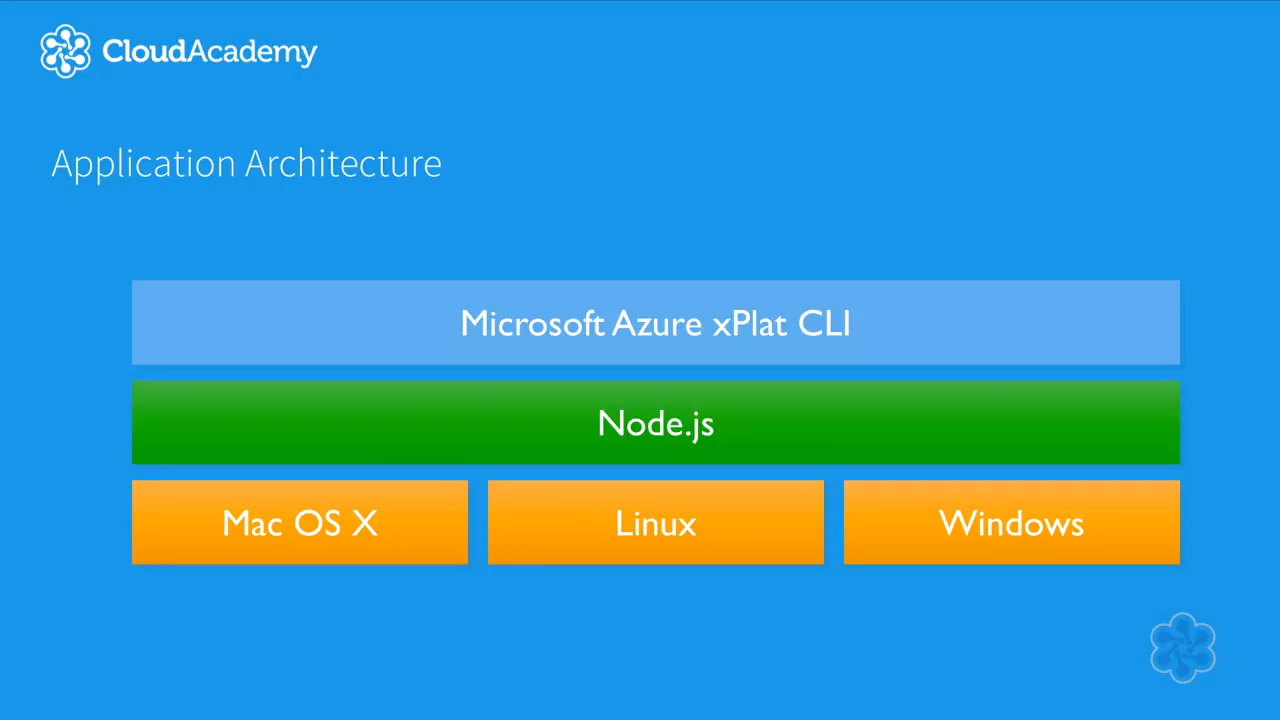 CloudAcademy
Application Architecture
Microsoft Azure xPlat CLI
Node.js
Mac OS X
Linux
Windows